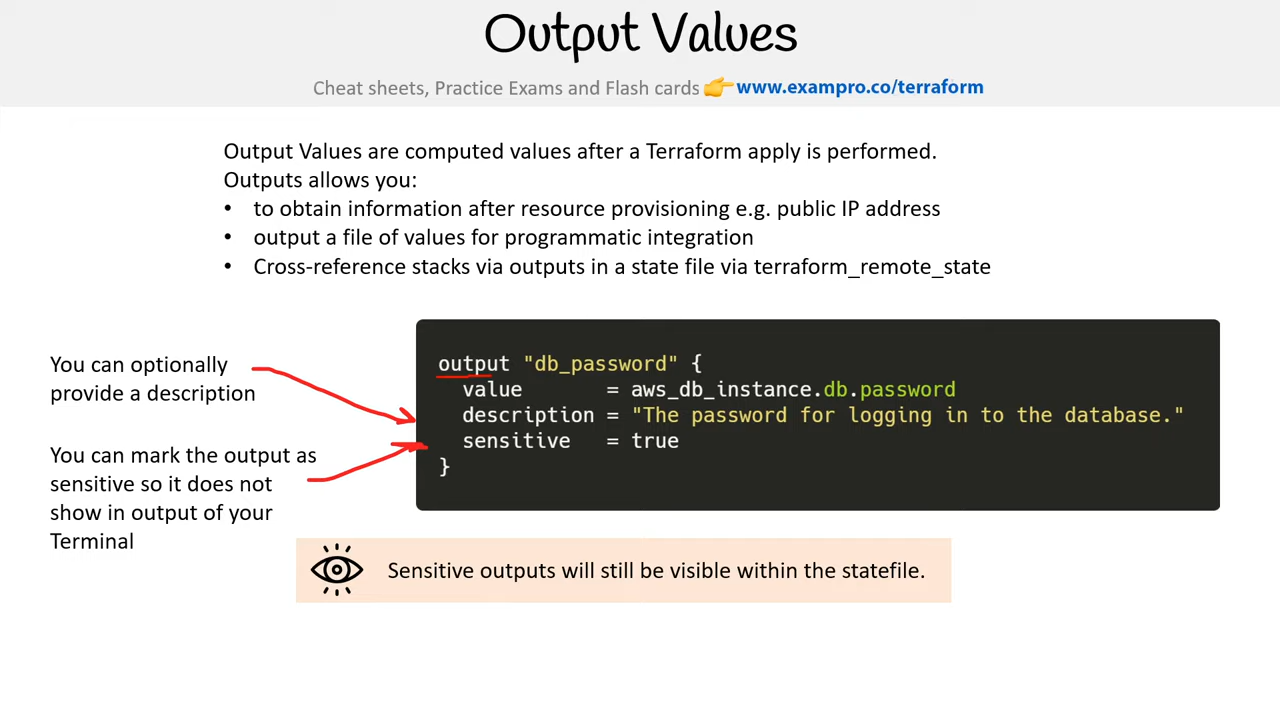 Output Values
Cheat sheets, Practice Exams and Flash cards 👉 www.exampro.co/terraform
Output Values are computed values after a Terraform apply is performed.
Outputs allows you:
• to obtain information after resource provisioning e.g. public IP address
• output a file of values for programmatic integration
• Cross-reference stacks via outputs in a state file via terraform_remote_state
You can optionally
provide a description
You can mark the output as
sensitive so it does not
show in output of your
Terminal
output "db_password" {
  value       = aws_db_instance.db.password
  description = "The password for logging in to the database."
  sensitive   = true
}
Sensitive outputs will still be visible within the statefile.